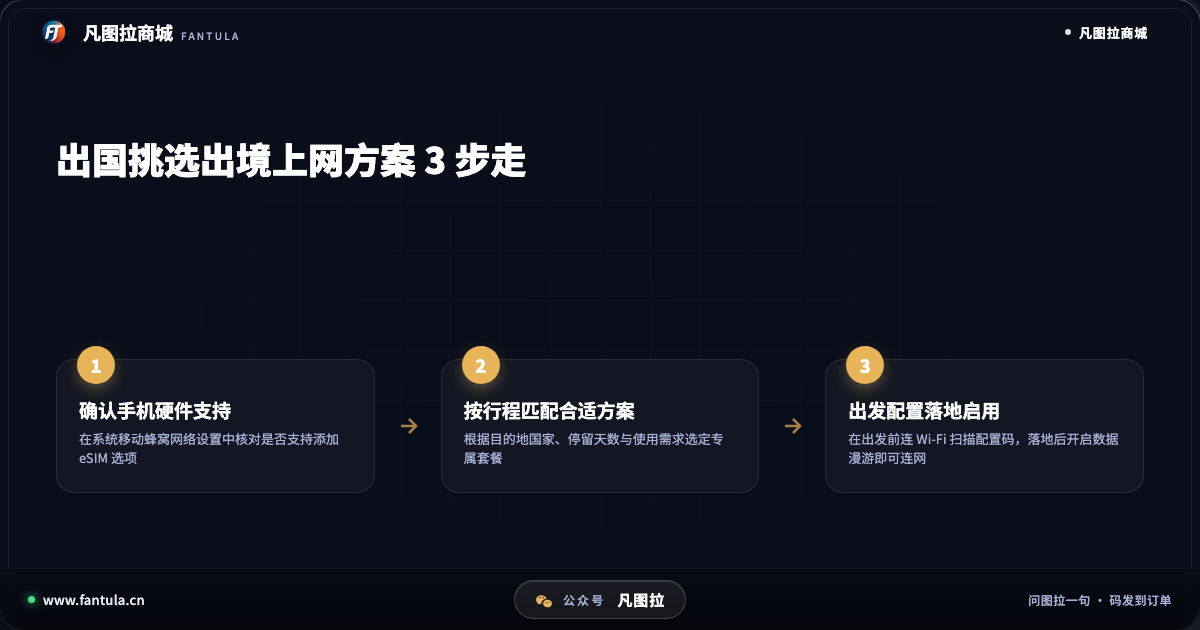 FT 凡图拉商城 FANTULA
凡图拉商城
出国挑选出境上网方案 3 步走
1
确认手机硬件支持
在系统移动蜂窝网络设置中核对是否支持添加
eSIM 选项
2
按行程匹配合适方案
根据目的地国家、停留天数与使用需求选定专
属套餐
3
出发配置落地启用
在出发前连 Wi-Fi 扫描配置码，落地后开启数据
漫游即可连网
www.fantula.cn
公众号 凡图拉
问图拉一句 · 码发到订单